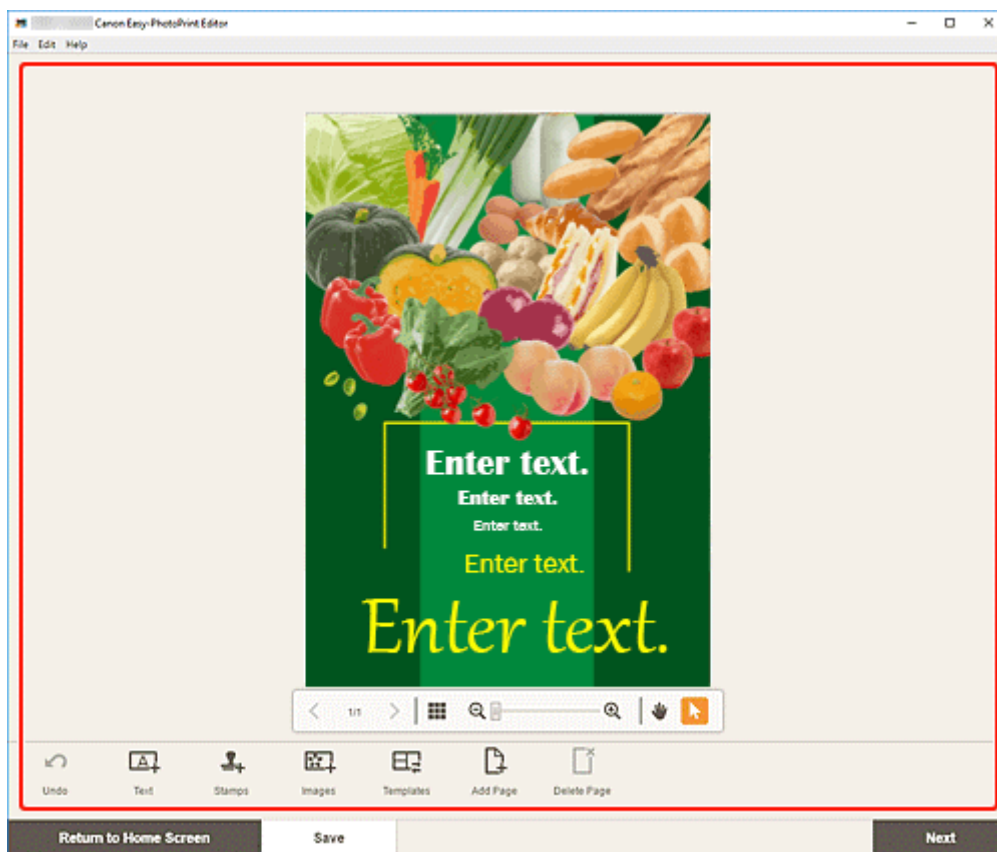 Canon Easy-PhotoPrint Editor
File Edit Help
Enter text.
Enter text.
Enter text.
Enter text.
Enter text.
1/1
Undo Text Stamps Images Templates Add Page Delete Page
Return to Home Screen Save Next